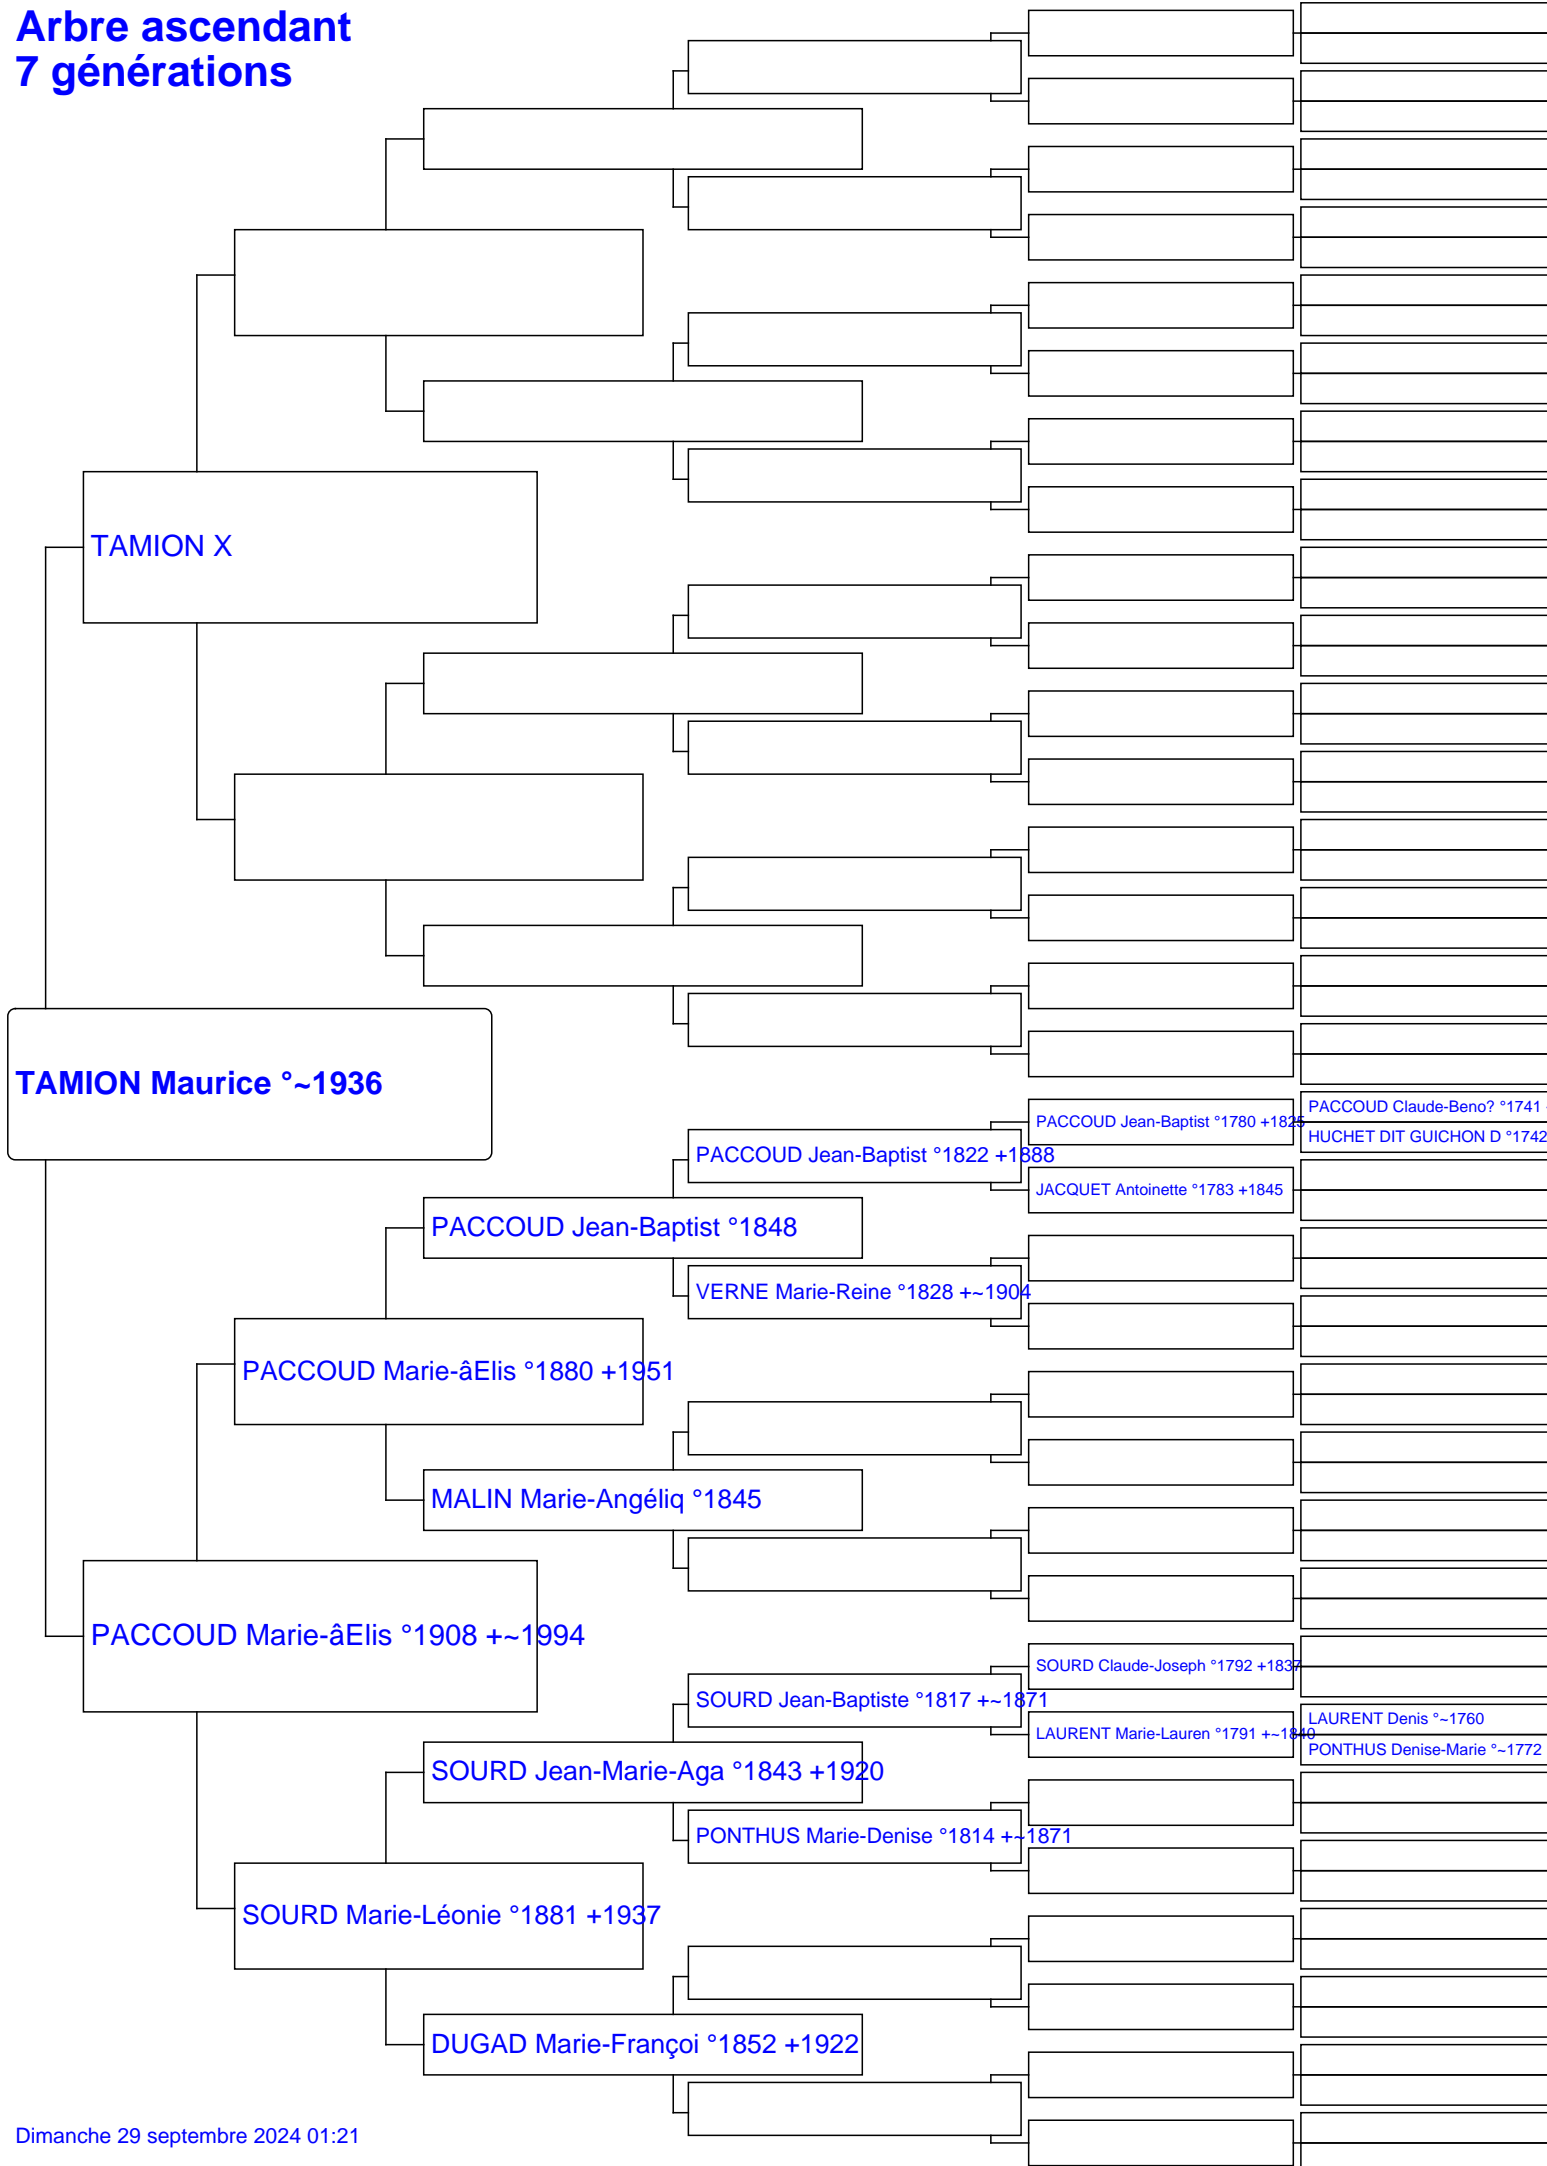 Arbre ascendant
7 générations
TAMION X
TAMION Maurice °~1936
PACCOUD Jean-Baptist °1780 +1825
PACCOUD Claude-Beno? °1741
HUCHET DIT GUICHON D °1742
PACCOUD Jean-Baptist °1822 +1888
JACQUET Antoinette °1783 +1845
PACCOUD Jean-Baptist °1848
VERNE Marie-Reine °1828 +~1904
PACCOUD Marie-âElis °1880 +1951
MALIN Marie-Angéliq °1845
PACCOUD Marie-âElis °1908 +~1994
SOURD Claude-Joseph °1792 +1837
SOURD Jean-Baptiste °1817 +~1871
LAURENT Marie-Lauren °1791 +~1840
LAURENT Denis °~1760
PONTHUS Denise-Marie °~1772
SOURD Jean-Marie-Aga °1843 +1920
PONTHUS Marie-Denise °1814 +~1871
SOURD Marie-Léonie °1881 +1937
DUGAD Marie-Françoi °1852 +1922
Dimanche 29 septembre 2024 01:21